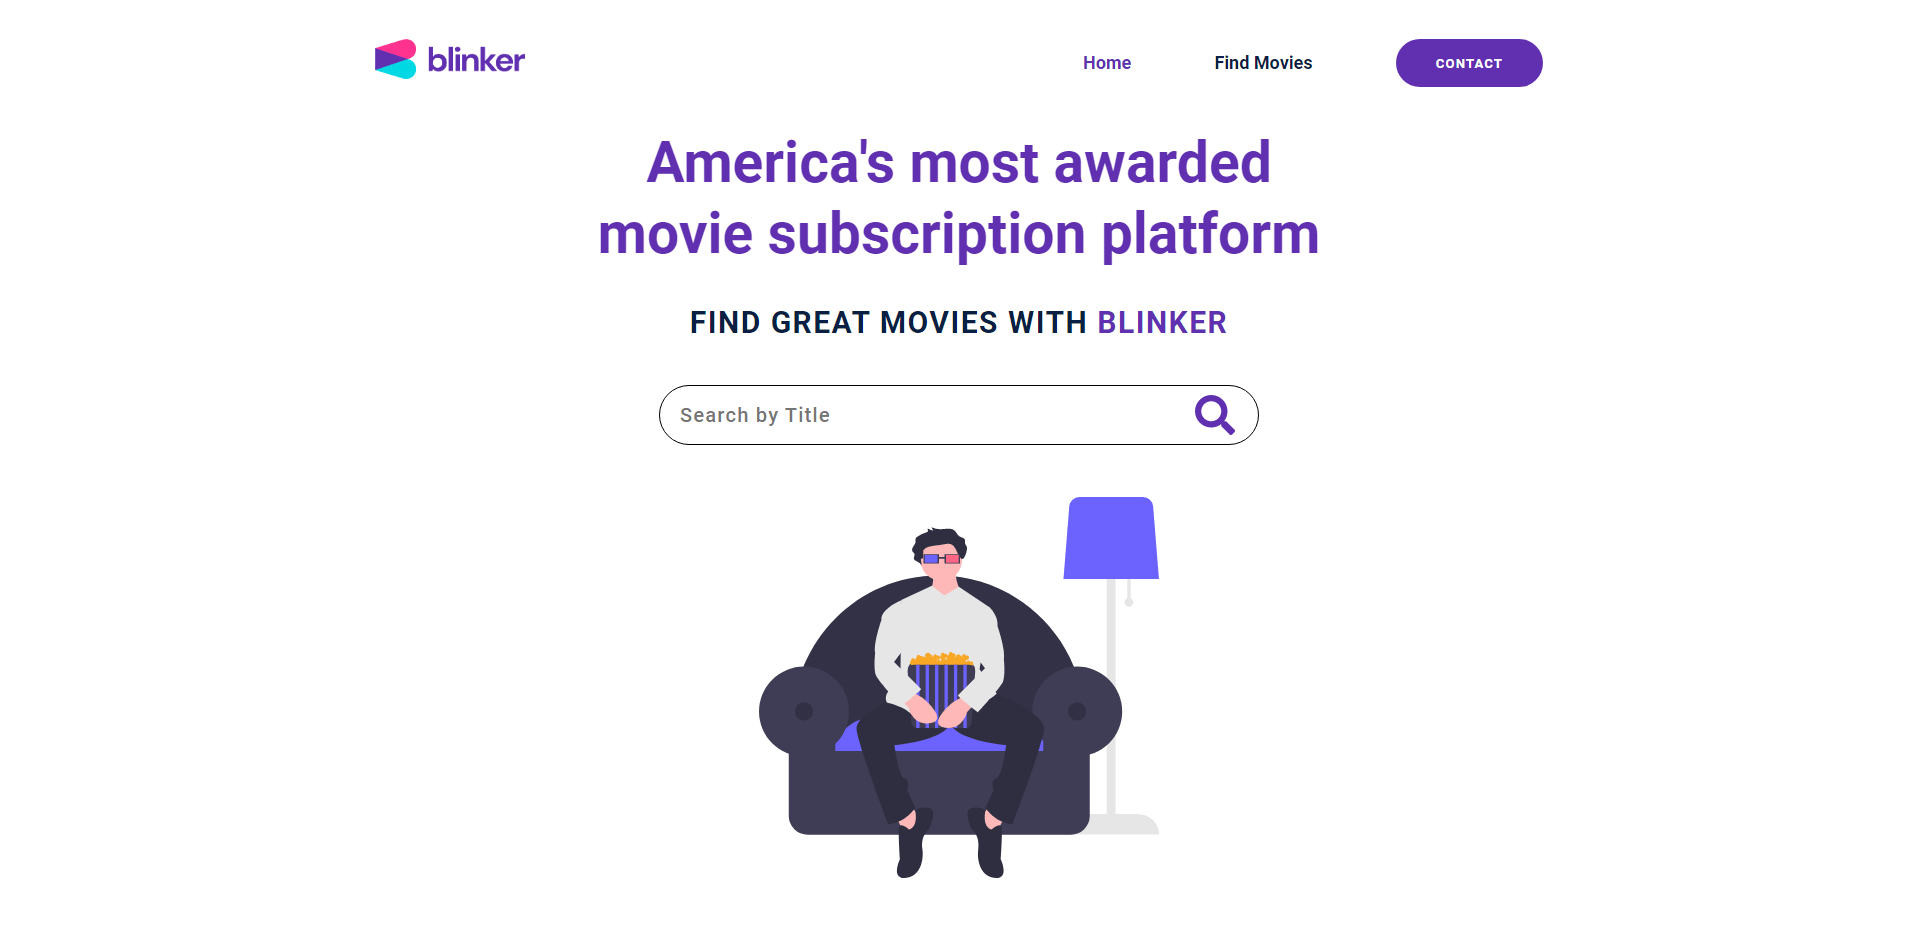 blinker
Home
Find Movies
CONTACT
America's most awarded
movie subscription platform
FIND GREAT MOVIES WITH BLINKER
Search by Title